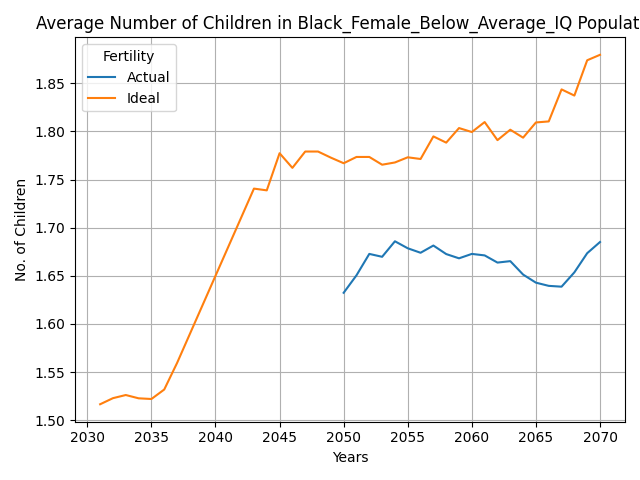 Average Number of Children in Black_Female_Below_Average_IQ Populat
Fertility
Actual
Ideal
No. of Children
1.85
1.80
1.75
1.70
1.65
1.60
1.55
1.50
2030 2035 2040 2045 2050 2055 2060 2065 2070
Years